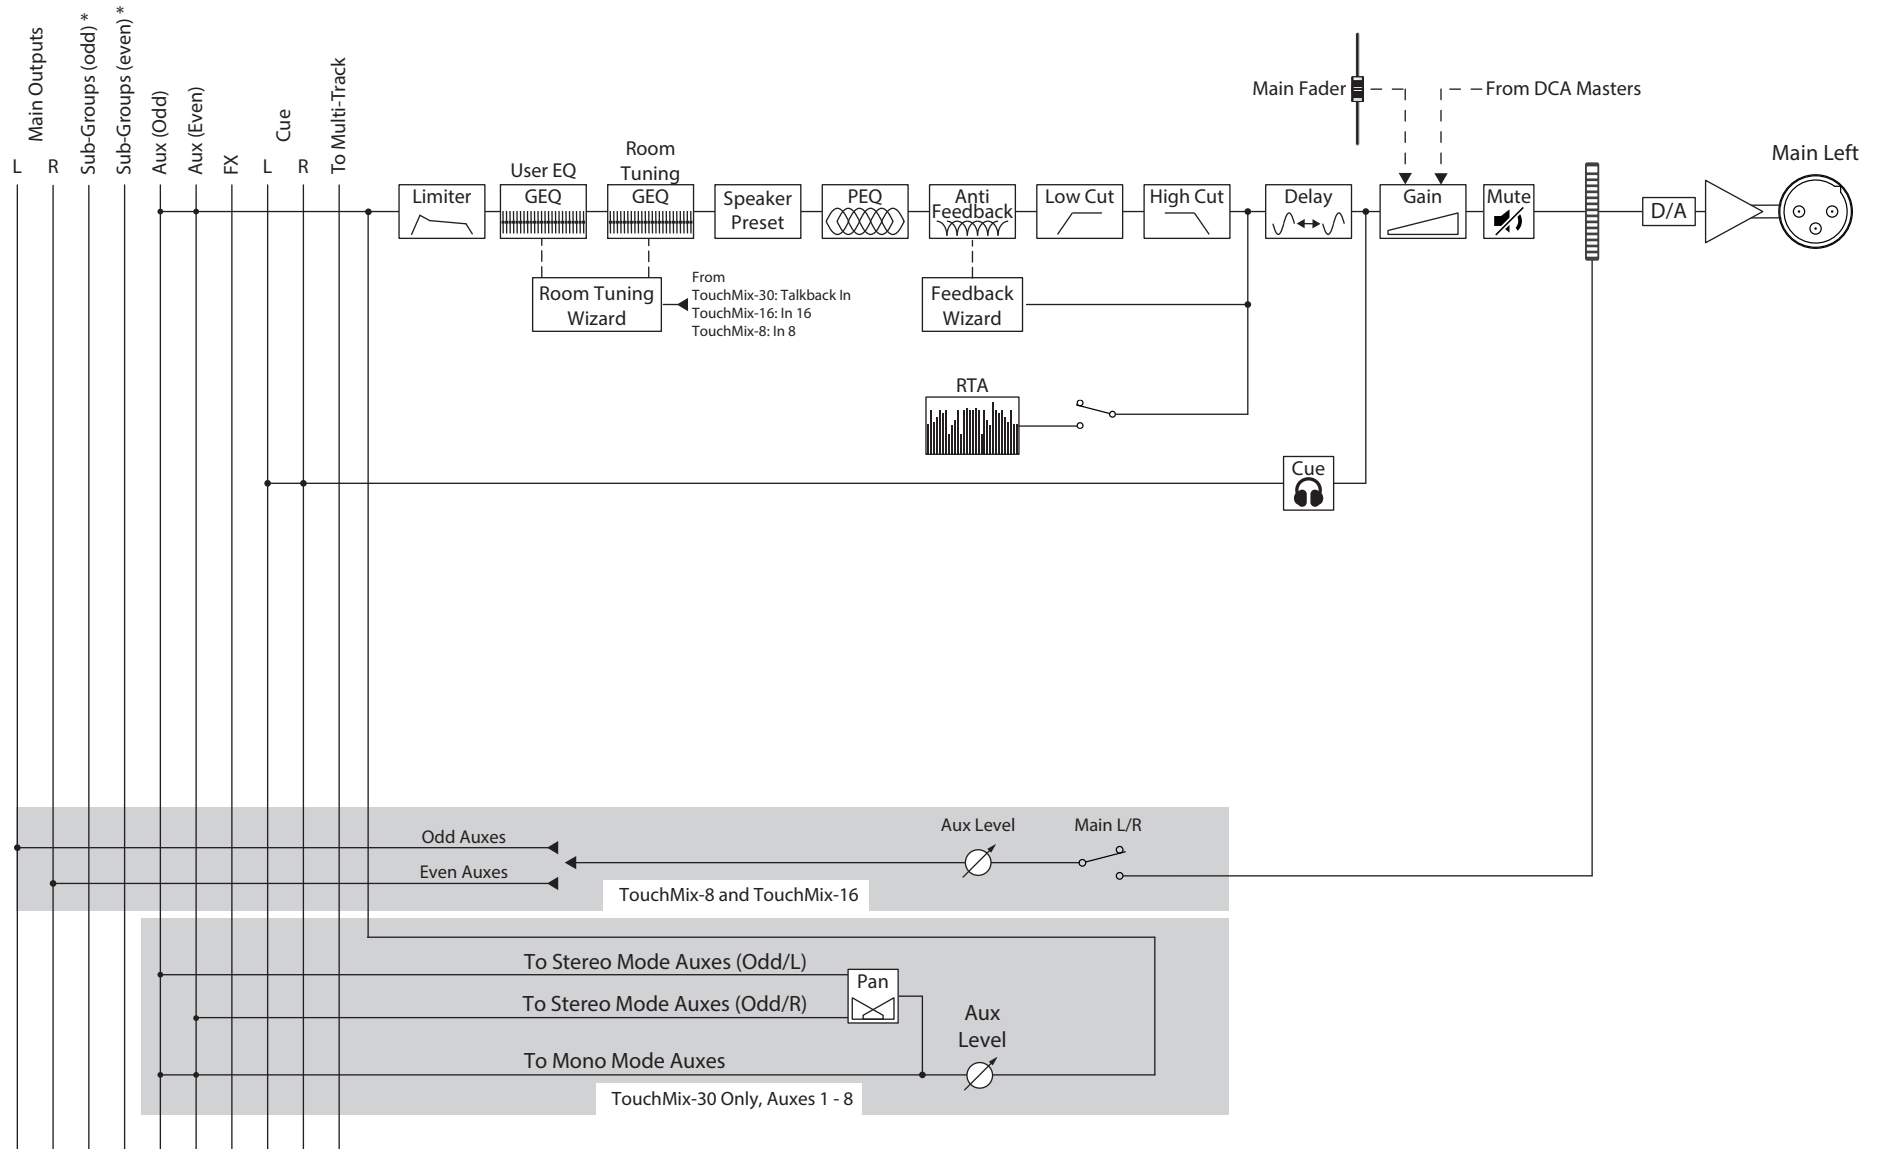 Main Outputs
L
R
Sub-Groups (odd) *
Sub-Groups (even) *
Aux (Odd)
Aux (Even)
FX
Cue
L
R
To Multi-Track
Limiter
User EQ
GEQ
Room
Tuning
GEQ
Speaker
Preset
PEQ
Anti
Feedback
Low Cut
High Cut
Delay
Main Fader
From DCA Masters
Gain
Mute
D/A
Main Left
Room Tuning
Wizard
From
TouchMix-30: Talkback In
TouchMix-16: In 16
TouchMix-8: In 8
Feedback
Wizard
RTA
Cue
Odd Auxes
Even Auxes
Aux Level
Main L/R
TouchMix-8 and TouchMix-16
To Stereo Mode Auxes (Odd/L)
To Stereo Mode Auxes (Odd/R)
Pan
To Mono Mode Auxes
Aux
Level
TouchMix-30 Only, Auxes 1 - 8